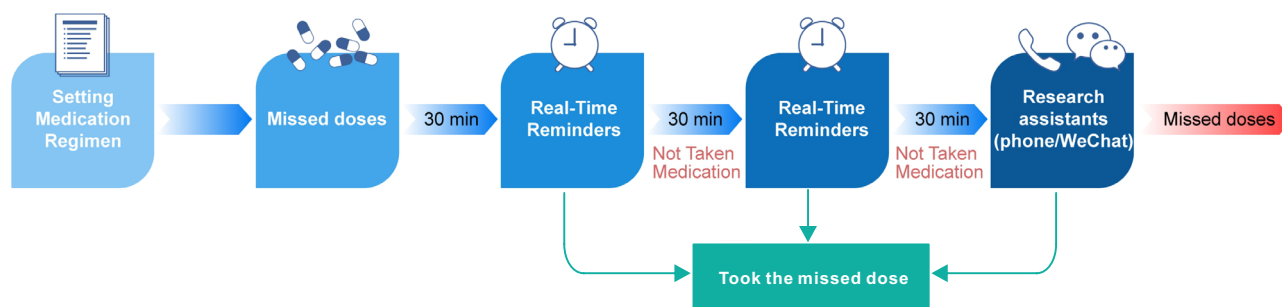 Setting
Medication
Regimen
Missed doses
30 min
Real-Time
Reminders
30 min
Not Taken
Medication
Real-Time
Reminders
30 min
Not Taken
Medication
Research
assistants
(phone/WeChat)
Missed doses
Took the missed dose